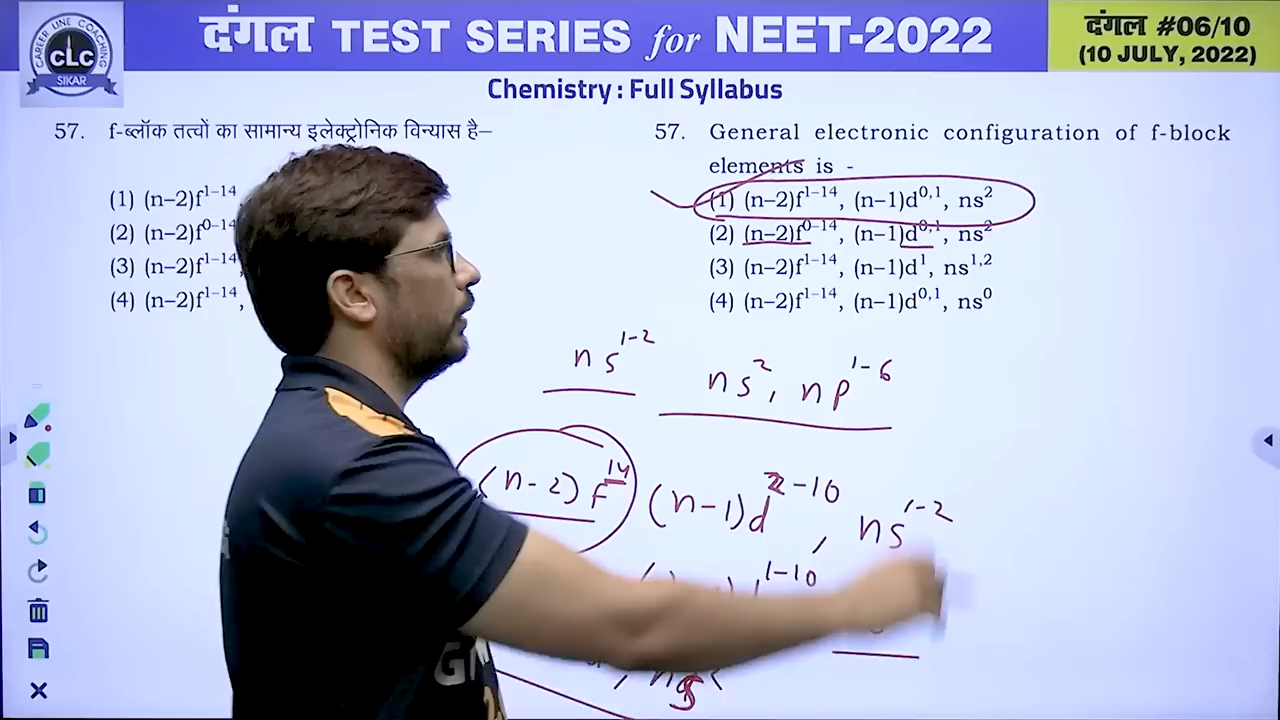 CAREER LINE COACHING
CLC
SIKAR
दंगल TEST SERIES for NEET-2022
दंगल #06/10
(10 JULY, 2022)
Chemistry : Full Syllabus
57. f-ब्लॉक तत्वों का सामान्य इलेक्ट्रोनिक विन्यास है–
(1) (n–2)f¹⁻¹⁴
(2) (n–2)f⁰⁻¹⁴
(3) (n–2)f¹⁻¹⁴,
(4) (n–2)f¹⁻¹⁴,
57. General electronic configuration of f-block
elements is -
(1) (n–2)f¹⁻¹⁴, (n–1)d⁰,¹, ns²
(2) (n–2)f⁰⁻¹⁴, (n–1)d⁰,¹, ns²
(3) (n–2)f¹⁻¹⁴, (n–1)d¹, ns¹,²
(4) (n–2)f¹⁻¹⁴, (n–1)d⁰,¹, ns⁰
ns¹⁻²
ns², np¹⁻⁶
(n-2)f¹⁴ (n-1)d²⁻¹⁰, ns¹⁻²
1-10